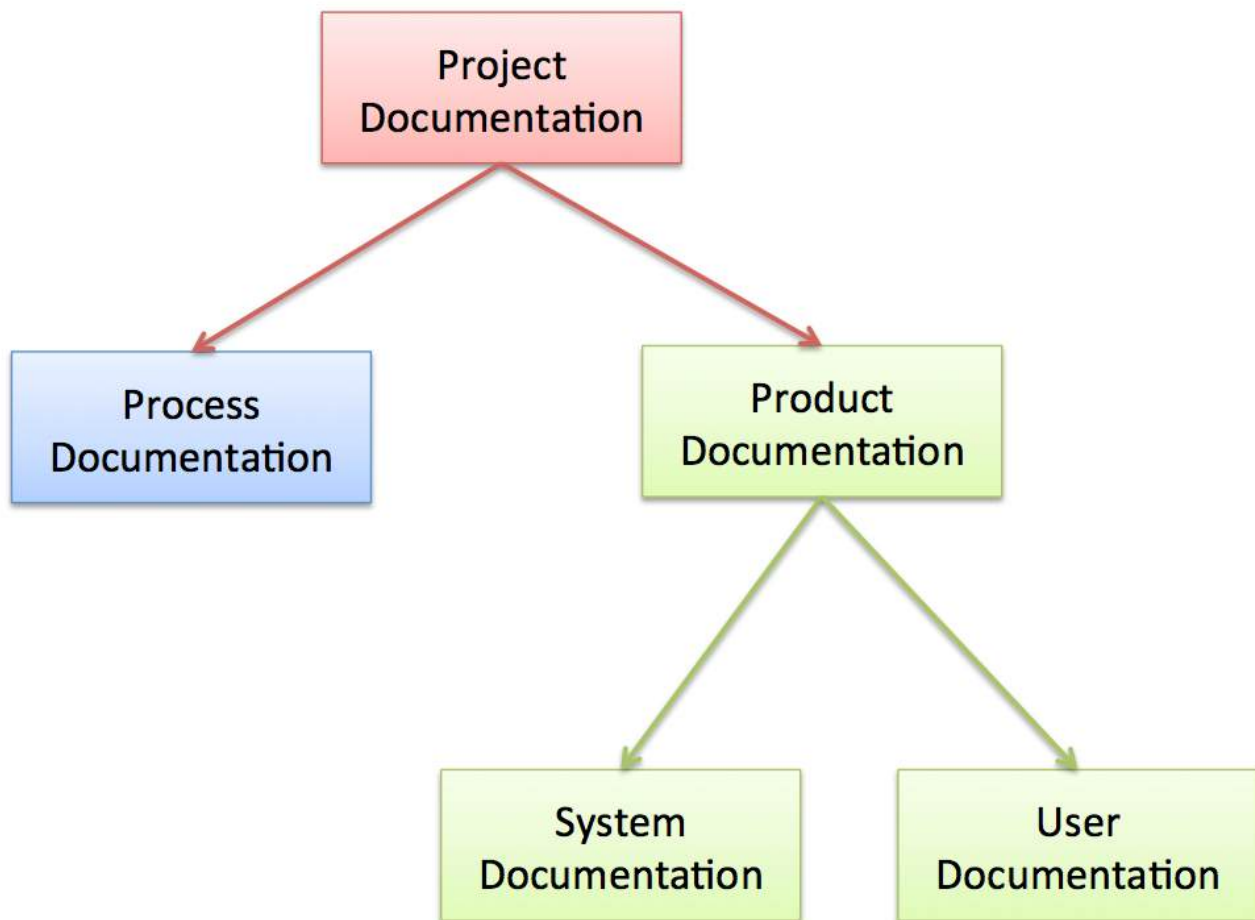 Project
Documentation
Process
Documentation
Product
Documentation
System
Documentation
User
Documentation